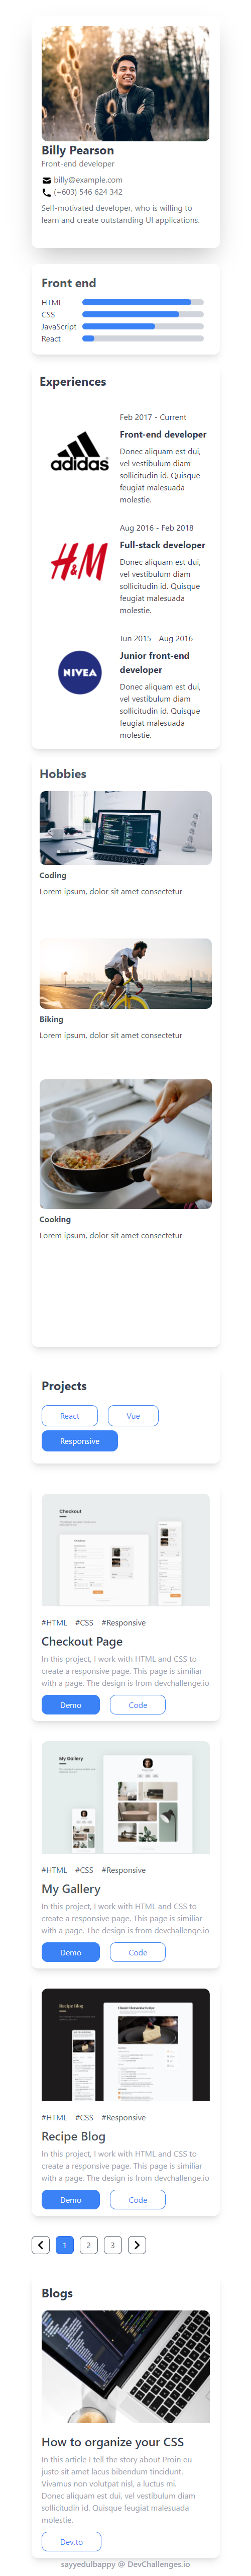 Billy Pearson
Front-end developer
billy@example.com
(+603) 546 624 342
Self-motivated developer, who is willing to
learn and create outstanding UI applications.
Front end
HTML
CSS
JavaScript
React
Experiences
Feb 2017 - Current
adidas
Front-end developer
Donec aliquam est dui,
vel vestibulum diam
sollicitudin id. Quisque
feugiat malesuada
molestie.
Aug 2016 - Feb 2018
H&M
Full-stack developer
Donec aliquam est dui,
vel vestibulum diam
sollicitudin id. Quisque
feugiat malesuada
molestie.
Jun 2015 - Aug 2016
NIVEA
Junior front-end
developer
Donec aliquam est dui,
vel vestibulum diam
sollicitudin id. Quisque
feugiat malesuada
molestie.
Hobbies
Coding
Lorem ipsum, dolor sit amet consectetur
Biking
Lorem ipsum, dolor sit amet consectetur
Cooking
Lorem ipsum, dolor sit amet consectetur
Projects
React Vue
Responsive
Checkout
#HTML #CSS #Responsive
Checkout Page
In this project, I work with HTML and CSS to
create a responsive page. This page is similiar
with a page. The design is from devchallenge.io
Demo Code
My Gallery
#HTML #CSS #Responsive
My Gallery
In this project, I work with HTML and CSS to
create a responsive page. This page is similiar
with a page. The design is from devchallenge.io
Demo Code
Recipe Blog
#HTML #CSS #Responsive
Recipe Blog
In this project, I work with HTML and CSS to
create a responsive page. This page is similiar
with a page. The design is from devchallenge.io
Demo Code
1 2 3
Blogs
How to organize your CSS
In this article I tell the story about Proin eu
justo sit amet lacus bibendum tincidunt.
Vivamus non volutpat nisl, a luctus mi.
Donec aliquam est dui, vel vestibulum diam
sollicitudin id. Quisque feugiat malesuada
molestie.
Dev.to
sayyedulbappy @ DevChallenges.io